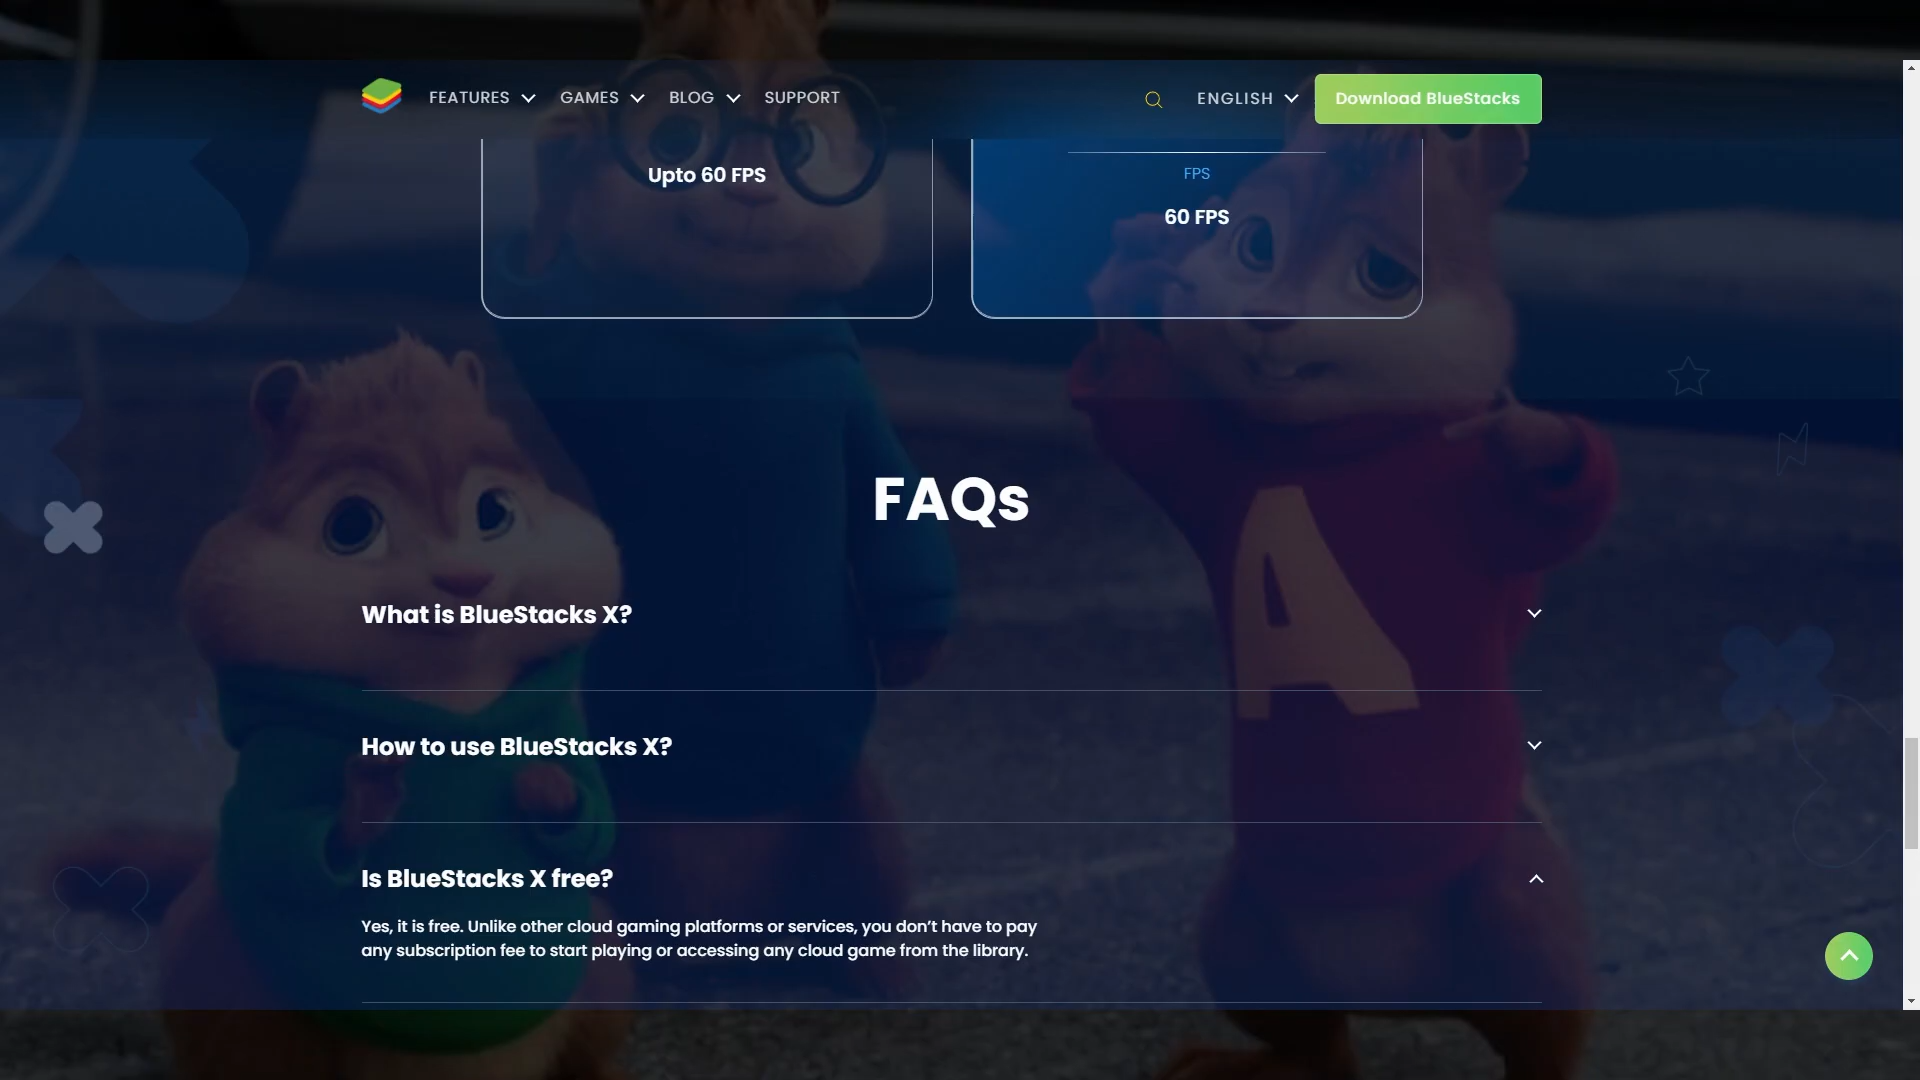 FEATURES
GAMES
BLOG
SUPPORT
ENGLISH
Download BlueStacks
Upto 60 FPS
FPS
60 FPS
FAQs
What is BlueStacks X?
How to use BlueStacks X?
Is BlueStacks X free?
Yes, it is free. Unlike other cloud gaming platforms or services, you don’t have to pay
any subscription fee to start playing or accessing any cloud game from the library.
A